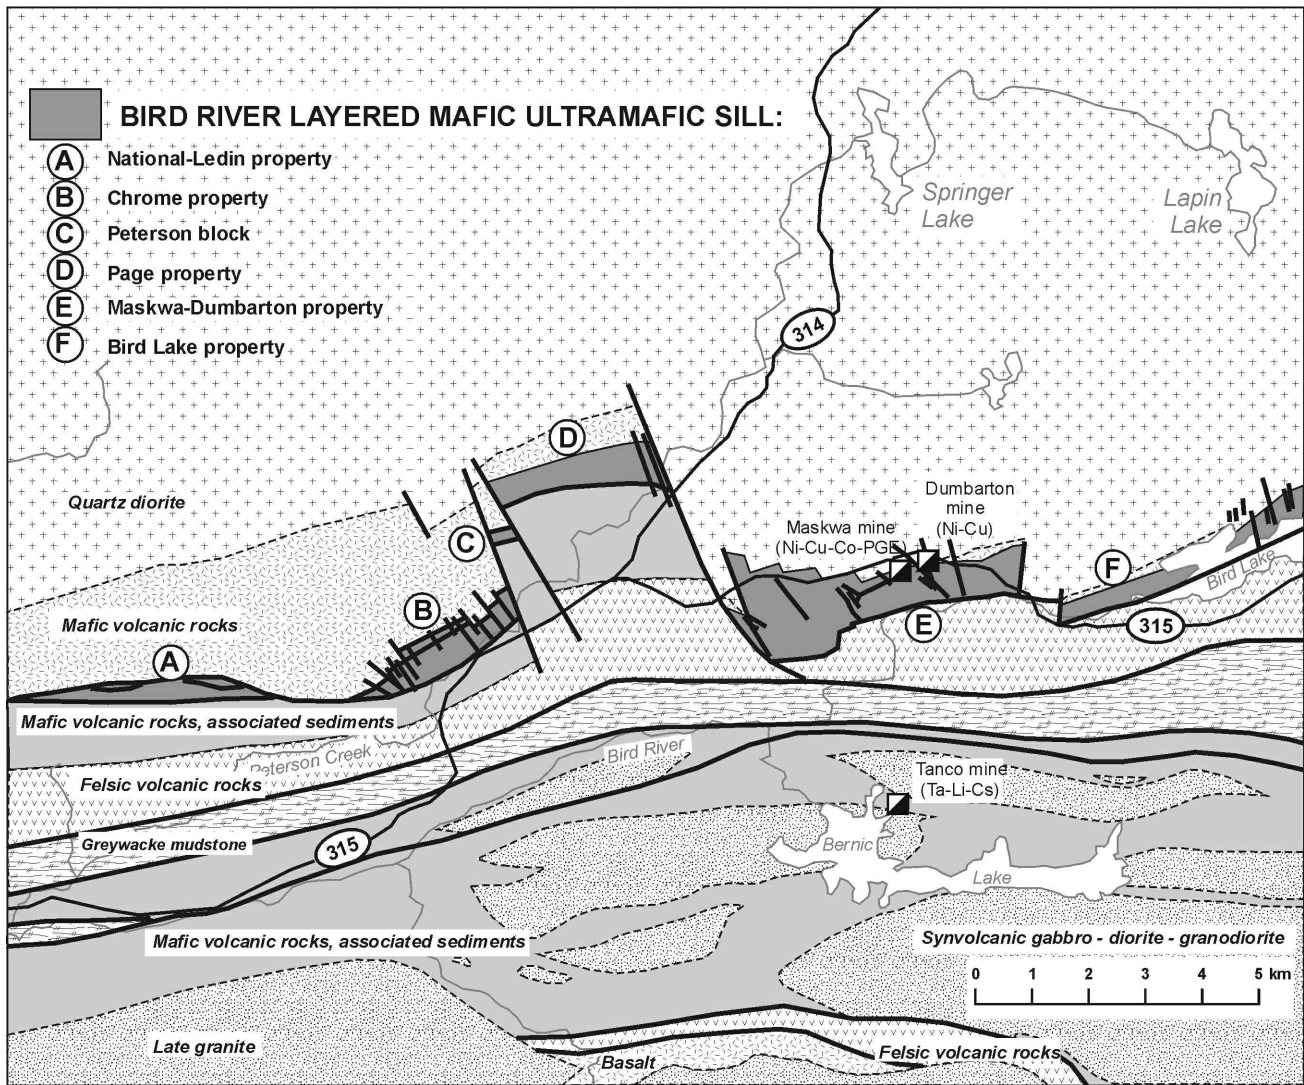 BIRD RIVER LAYERED MAFIC ULTRAMAFIC SILL:
A National-Ledin property
B Chrome property
C Peterson block
D Page property
E Maskwa-Dumbarton property
F Bird Lake property
Springer
Lake
Lapin
Lake
314
D
Quartz diorite
Dumbarton
mine
(Ni-Cu)
Maskwa mine
(Ni-Cu-Co-PGE)
C
F
Bird Lake
B
E
315
Mafic volcanic rocks
A
Mafic volcanic rocks, associated sediments
Peterson Creek
Bird River
Felsic volcanic rocks
Tanco mine
(Ta-Li-Cs)
Greywacke mudstone
315
Bernic
Lake
Mafic volcanic rocks, associated sediments
Synvolcanic gabbro - diorite - granodiorite
0 1 2 3 4 5 km
Late granite
Basalt
Felsic volcanic rocks